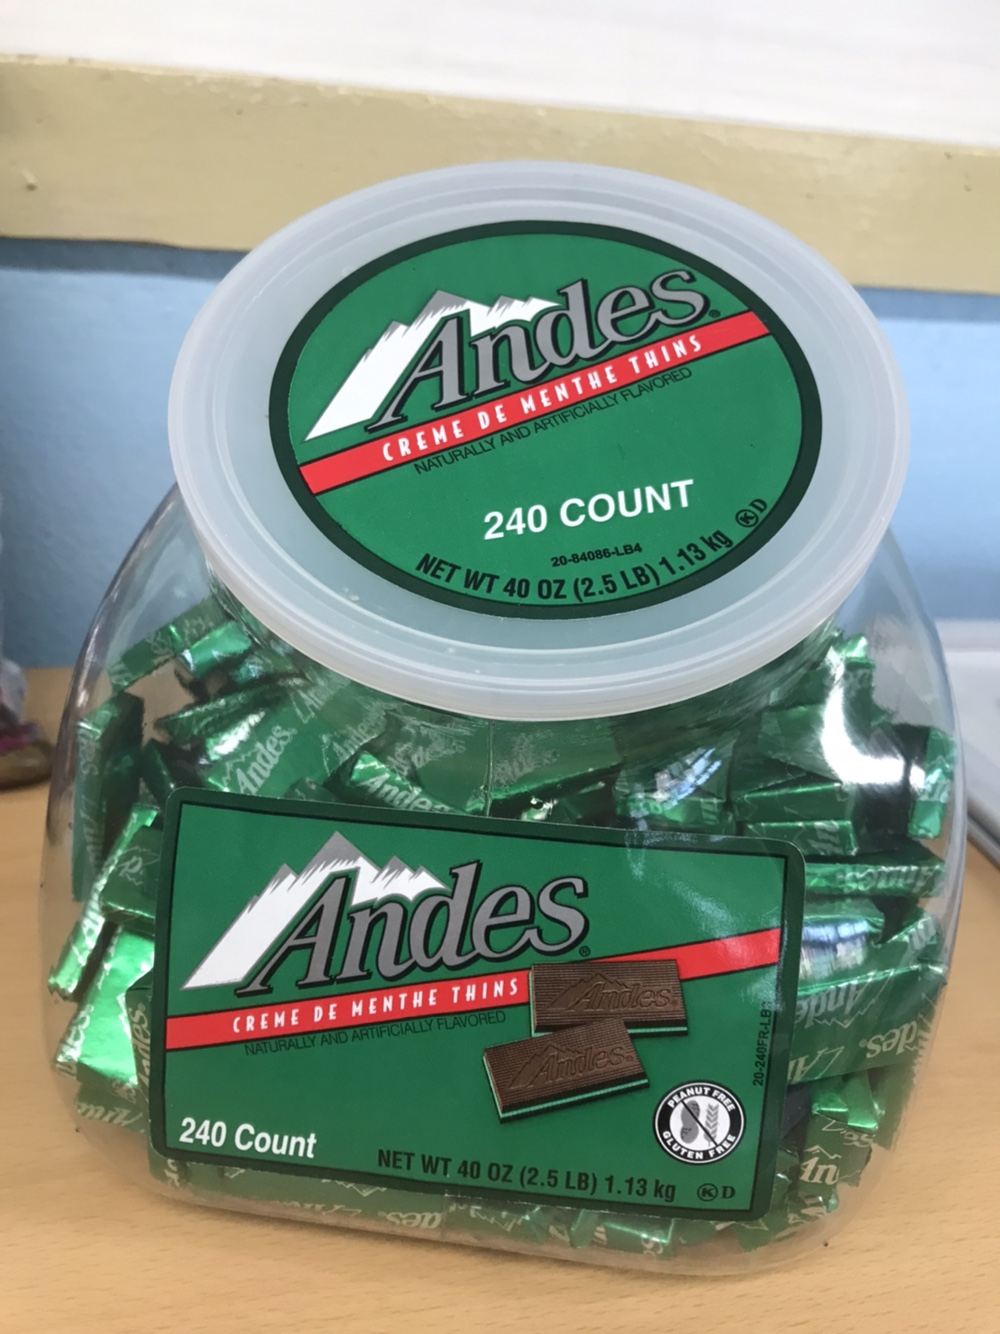 Andes®
CREME DE MENTHE THINS
NATURALLY AND ARTIFICIALLY FLAVORED
240 COUNT
20-84086-LB4
NET WT 40 OZ (2.5 LB) 1.13 kg K D
Andes.
Andes
Andes®
CREME DE MENTHE THINS
NATURALLY AND ARTIFICIALLY FLAVORED
Andes
Andes
PEANUT FREE
GLUTEN FREE
240 Count
NET WT 40 OZ (2.5 LB) 1.13 kg K D